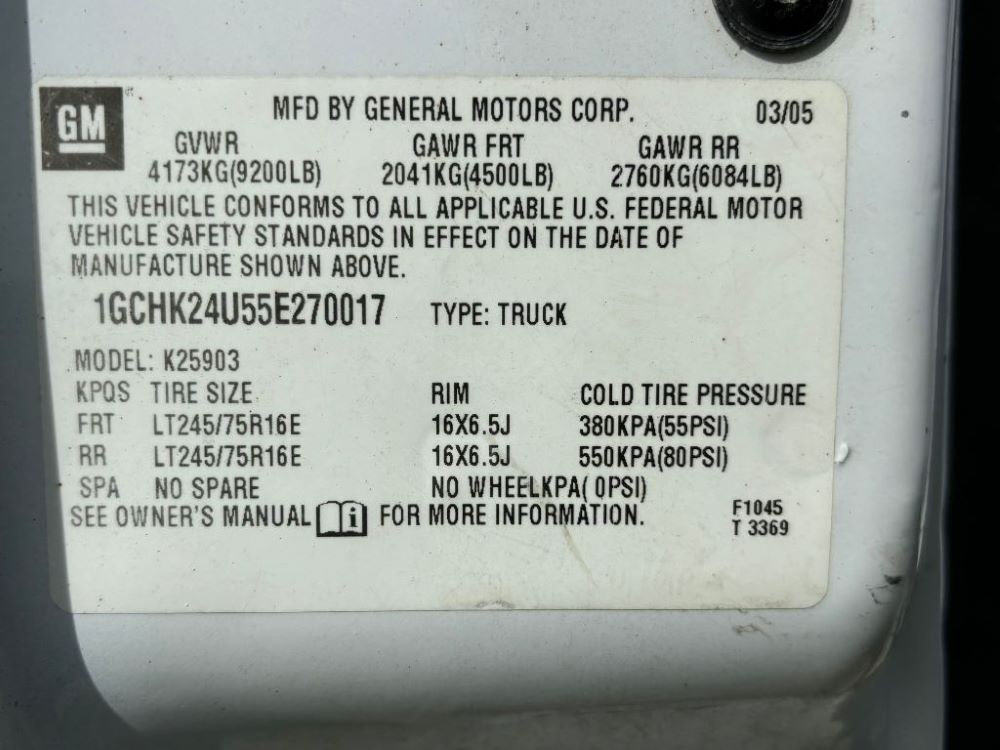 GM
MFD BY GENERAL MOTORS CORP. 03/05
GVWR GAWR FRT GAWR RR
4173KG(9200LB) 2041KG(4500LB) 2760KG(6084LB)
THIS VEHICLE CONFORMS TO ALL APPLICABLE U.S. FEDERAL MOTOR
VEHICLE SAFETY STANDARDS IN EFFECT ON THE DATE OF
MANUFACTURE SHOWN ABOVE.
1GCHK24U55E270017 TYPE: TRUCK
MODEL: K25903
KPQS TIRE SIZE RIM COLD TIRE PRESSURE
FRT LT245/75R16E 16X6.5J 380KPA(55PSI)
RR LT245/75R16E 16X6.5J 550KPA(80PSI)
SPA NO SPARE NO WHEELKPA( 0PSI)
SEE OWNER'S MANUAL i FOR MORE INFORMATION.
F1045
T 3369